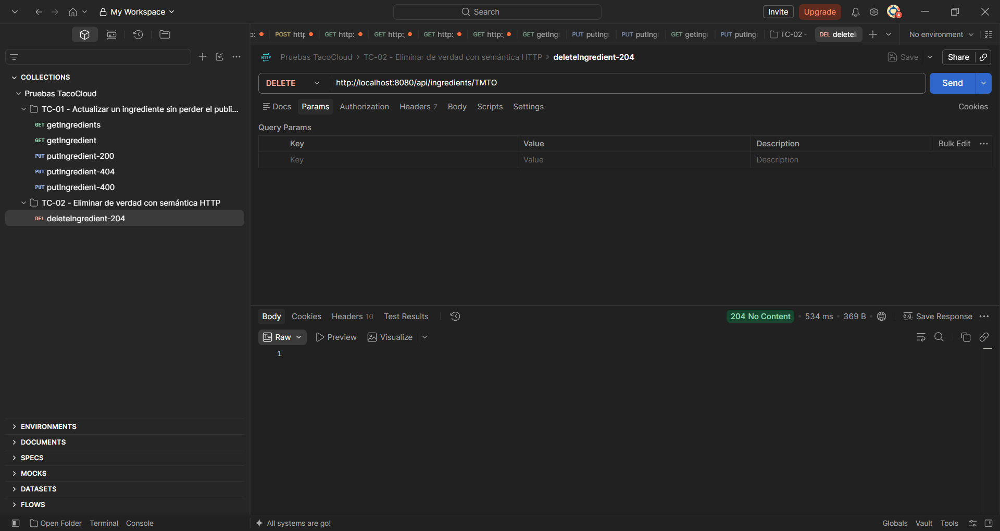 My Workspace
Search
Invite
Upgrade
POST http
GET http:
GET http:
GET http:
GET http:
GET getIng
PUT putIng
PUT putIng
GET getIng
PUT putIng
TC-02 -
DEL deleteI
No environment
Pruebas TacoCloud > TC-02 - Eliminar de verdad con semántica HTTP > deleteIngredient-204
Save
Share
COLLECTIONS
Pruebas TacoCloud
TC-01 - Actualizar un ingrediente sin perder el publi...
GET getIngredients
GET getIngredient
PUT putIngredient-200
PUT putIngredient-404
PUT putIngredient-400
TC-02 - Eliminar de verdad con semántica HTTP
DEL deleteIngredient-204
ENVIRONMENTS
DOCUMENTS
SPECS
MOCKS
DATASETS
FLOWS
HTTP
DELETE
http://localhost:8080/api/ingredients/TMTO
Send
Docs
Params
Authorization
Headers 7
Body
Scripts
Settings
Cookies
Query Params
Key
Value
Description
Bulk Edit
Key
Value
Description
Body
Cookies
Headers 10
Test Results
204 No Content
534 ms
369 B
e.g. Save Response
Raw
Preview
Visualize
1
Open Folder
Terminal
Console
All systems are go!
Globals
Vault
Tools